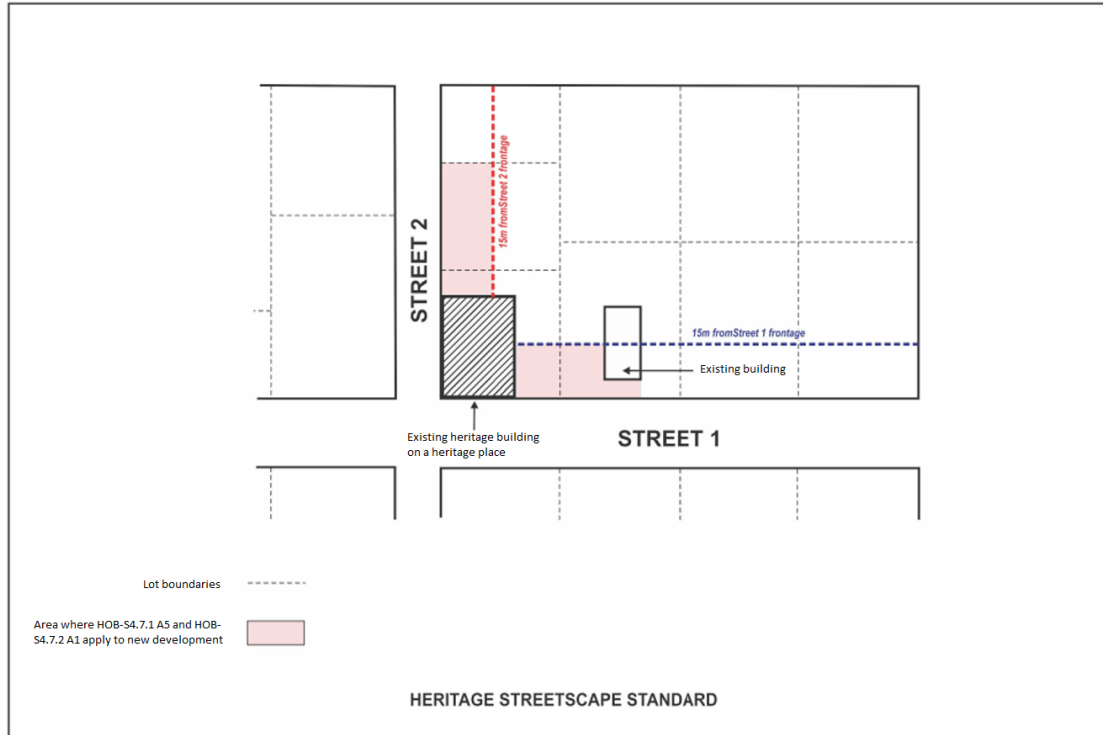 15m fromStreet 2 frontage
STREET 2
15m fromStreet 1 frontage
Existing building
Existing heritage building
on a heritage place
STREET 1
Lot boundaries
Area where HOB-S4.7.1 A5 and HOB-
S4.7.2 A1 apply to new development
HERITAGE STREETSCAPE STANDARD